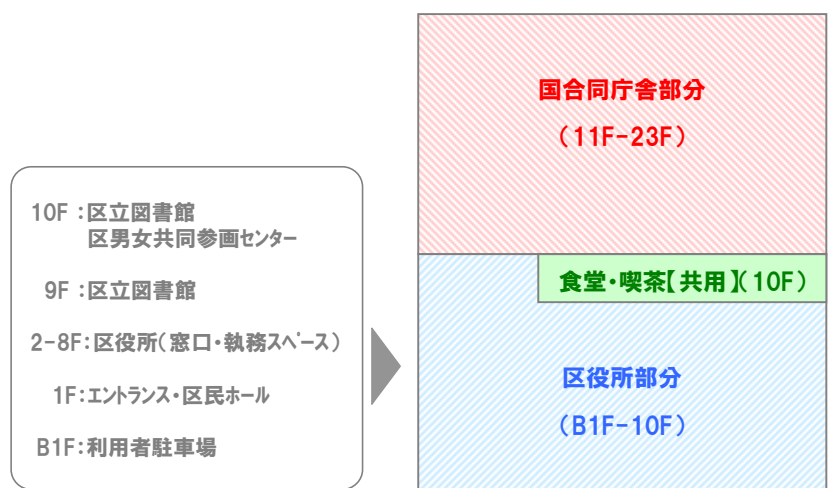 国合同庁舎部分
(11F-23F)
10F:区立図書館
区男女共同参画センター
9F:区立図書館
2-8F:区役所(窓口・執務スペース)
1F:エントランス・区民ホール
B1F:利用者駐車場
食堂・喫茶【共用】(10F)
区役所部分
(B1F-10F)